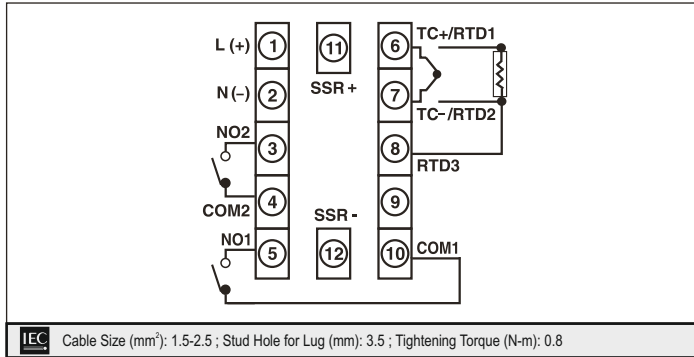 L (+) 1 11 6 TC+/RTD1
N (–) 2 SSR + 7 TC–/RTD2
NO2 3 8 RTD3
COM2 4 SSR - 9
NO1 5 12 10 COM1
IEC Cable Size (mm²): 1.5-2.5 ; Stud Hole for Lug (mm): 3.5 ; Tightening Torque (N-m): 0.8